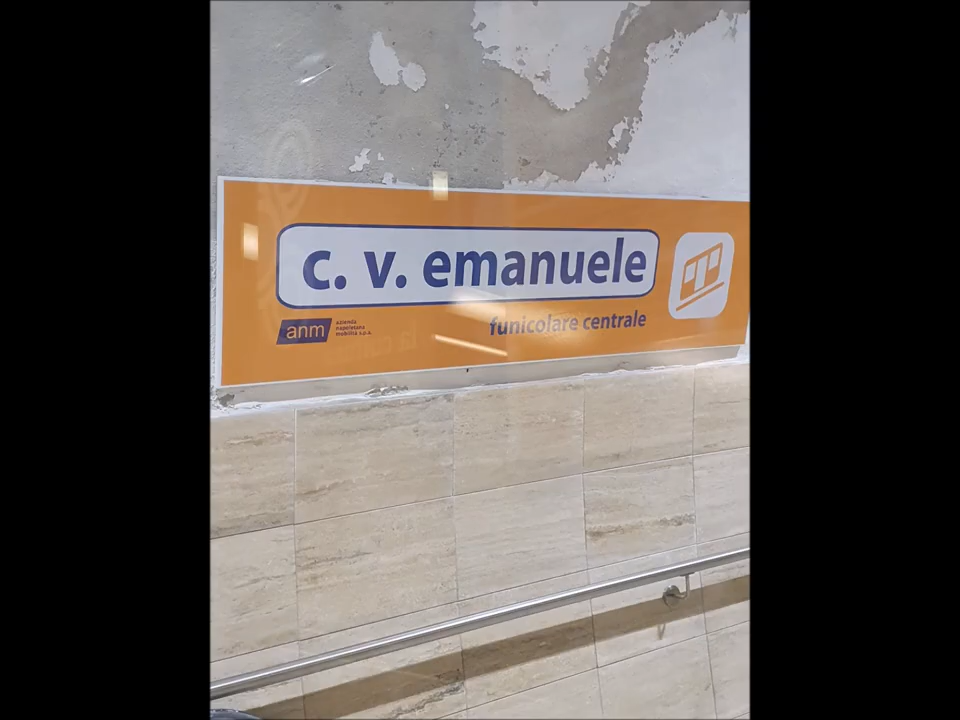 c. v. emanuele
anm
azienda
napoletana
mobilità s.p.a.
funicolare centrale